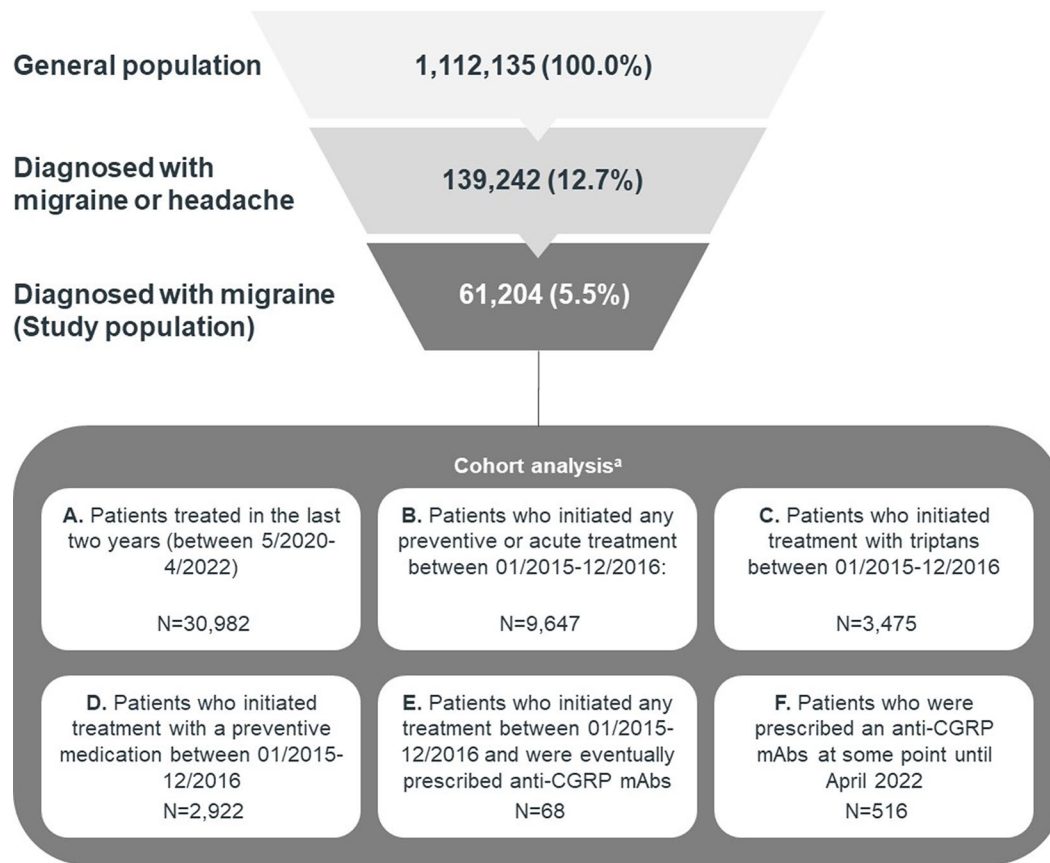 General population
1,112,135 (100.0%)
Diagnosed with
migraine or headache
139,242 (12.7%)
Diagnosed with migraine
(Study population)
61,204 (5.5%)
Cohort analysisᵃ
A. Patients treated in the last
two years (between 5/2020-
4/2022)
N=30,982
B. Patients who initiated any
preventive or acute treatment
between 01/2015-12/2016:
N=9,647
C. Patients who initiated
treatment with triptans
between 01/2015-12/2016
N=3,475
D. Patients who initiated
treatment with a preventive
medication between 01/2015-
12/2016
N=2,922
E. Patients who initiated any
treatment between 01/2015-
12/2016 and were eventually
prescribed anti-CGRP mAbs
N=68
F. Patients who were
prescribed an anti-CGRP
mAbs at some point until
April 2022
N=516